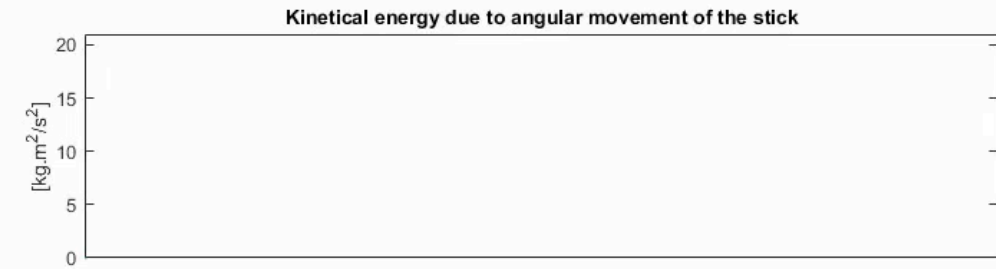 Kinetical energy due to angular movement of the stick
20
15
10
5
0
[kg.m²/s²]